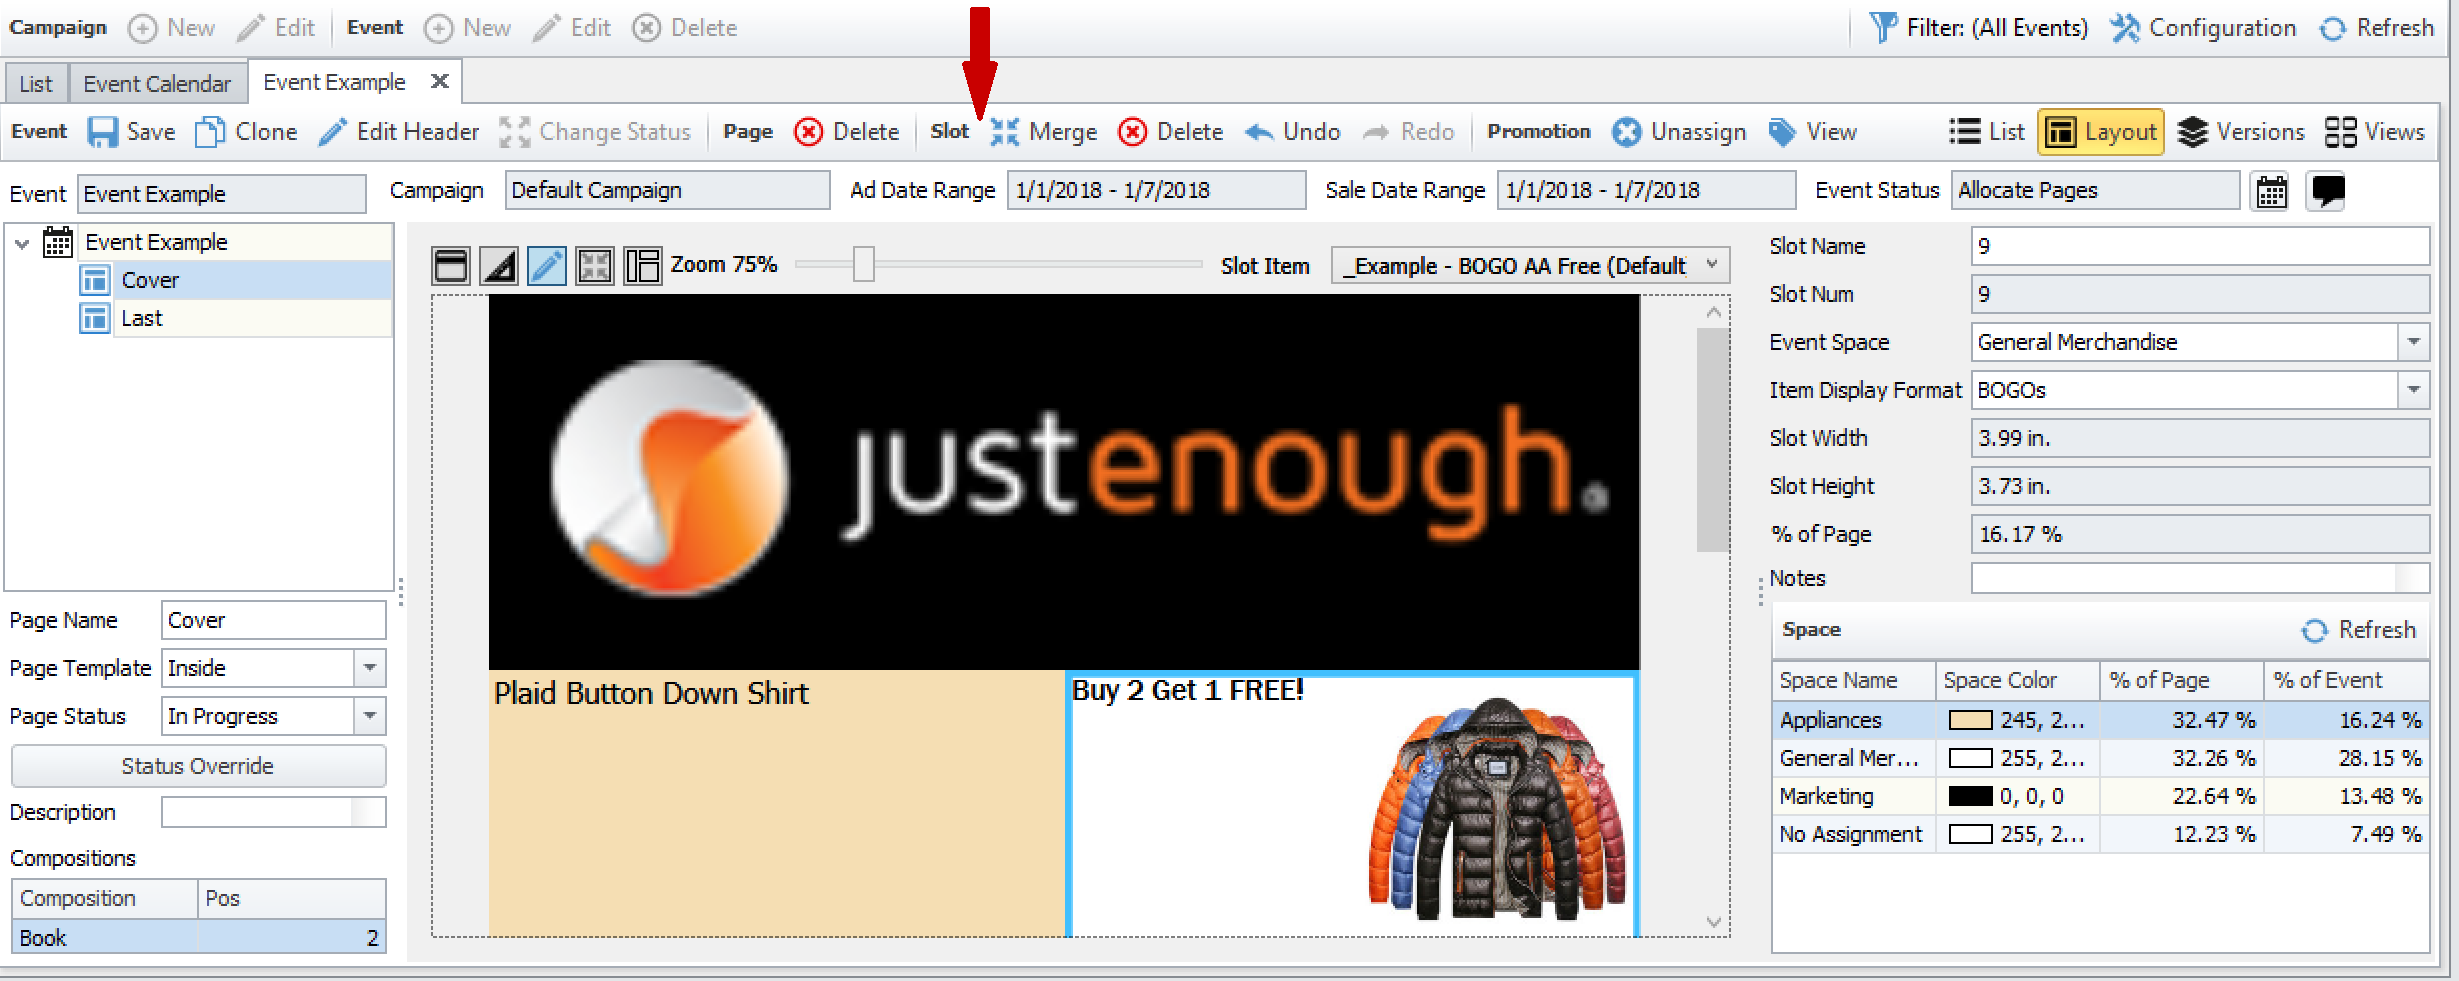 Campaign New Edit Event New Edit Delete Filter: (All Events) Configuration Refresh
List Event Calendar Event Example
Event Save Clone Edit Header Change Status Page Delete Slot Merge Delete Undo Redo Promotion Unassign View List Layout Versions Views
Event Event Example Campaign Default Campaign Ad Date Range 1/1/2018 - 1/7/2018 Sale Date Range 1/1/2018 - 1/7/2018 Event Status Allocate Pages
Event Example
Cover
Last
Page Name Cover
Page Template Inside
Page Status In Progress
Status Override
Description
Compositions
Composition Pos
Book 2
Zoom 75% Slot Item _Example - BOGO AA Free (Default
justenough.
Plaid Button Down Shirt
Buy 2 Get 1 FREE!
Slot Name 9
Slot Num 9
Event Space General Merchandise
Item Display Format BOGOs
Slot Width 3.99 in.
Slot Height 3.73 in.
% of Page 16.17 %
Notes
Space Refresh
Space Name Space Color % of Page % of Event
Appliances 245, 2... 32.47 % 16.24 %
General Mer... 255, 2... 32.26 % 28.15 %
Marketing 0, 0, 0 22.64 % 13.48 %
No Assignment 255, 2... 12.23 % 7.49 %